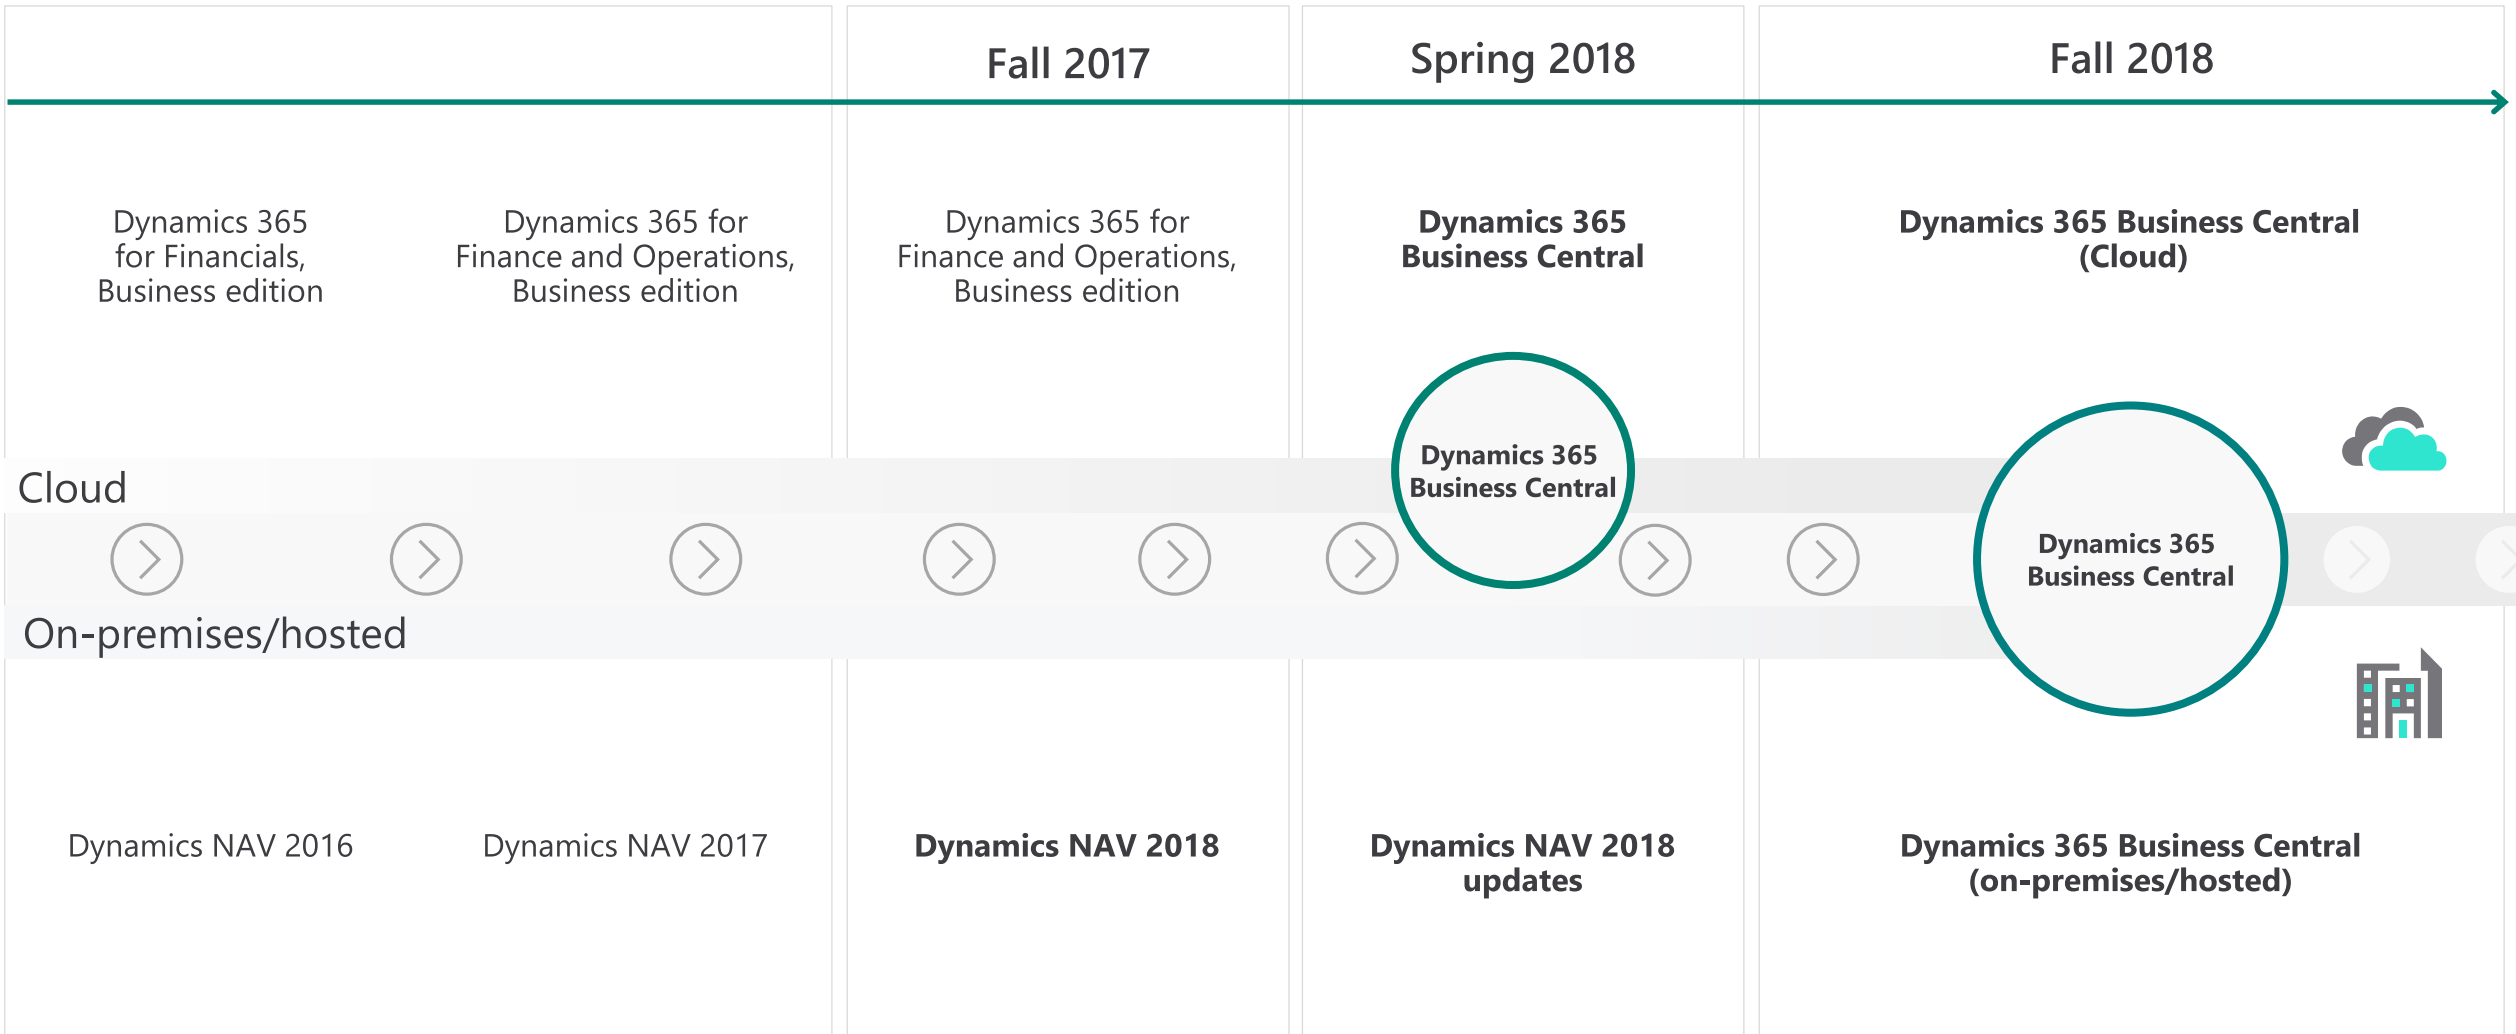 Fall 2017
Spring 2018
Fall 2018
Dynamics 365
for Financials,
Business edition
Dynamics 365 for
Finance and Operations,
Business edition
Dynamics 365 for
Finance and Operations,
Business edition
Dynamics 365
Business Central
Dynamics 365 Business Central
(Cloud)
Cloud
Dynamics 365
Business Central
Dynamics 365
Business Central
On-premises/hosted
Dynamics NAV 2016
Dynamics NAV 2017
Dynamics NAV 2018
Dynamics NAV 2018
updates
Dynamics 365 Business Central
(on-premises/hosted)